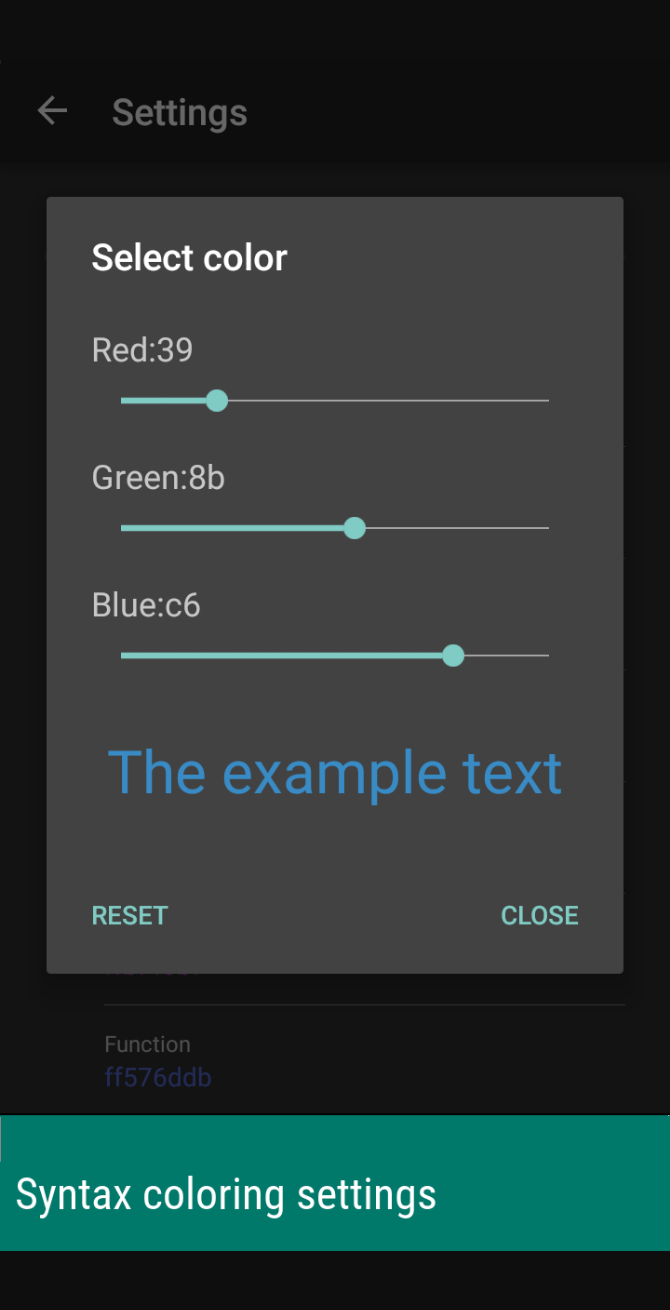 Settings
Select color
Red:39
Green:8b
Blue:c6
The example text
RESET
CLOSE
Function
ff576ddb
Syntax coloring settings